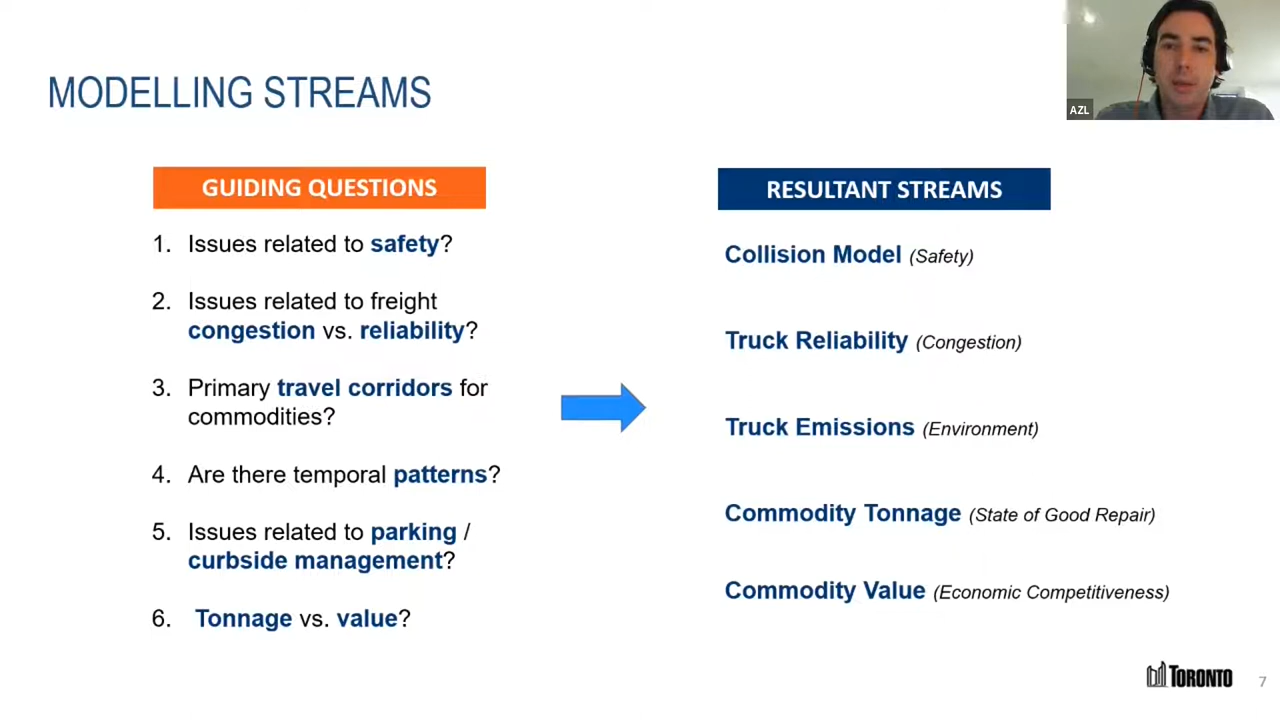 MODELLING STREAMS
AZL
GUIDING QUESTIONS
1. Issues related to safety?
2. Issues related to freight
congestion vs. reliability?
3. Primary travel corridors for
commodities?
4. Are there temporal patterns?
5. Issues related to parking /
curbside management?
6. Tonnage vs. value?
RESULTANT STREAMS
Collision Model (Safety)
Truck Reliability (Congestion)
Truck Emissions (Environment)
Commodity Tonnage (State of Good Repair)
Commodity Value (Economic Competitiveness)
TORONTO
7